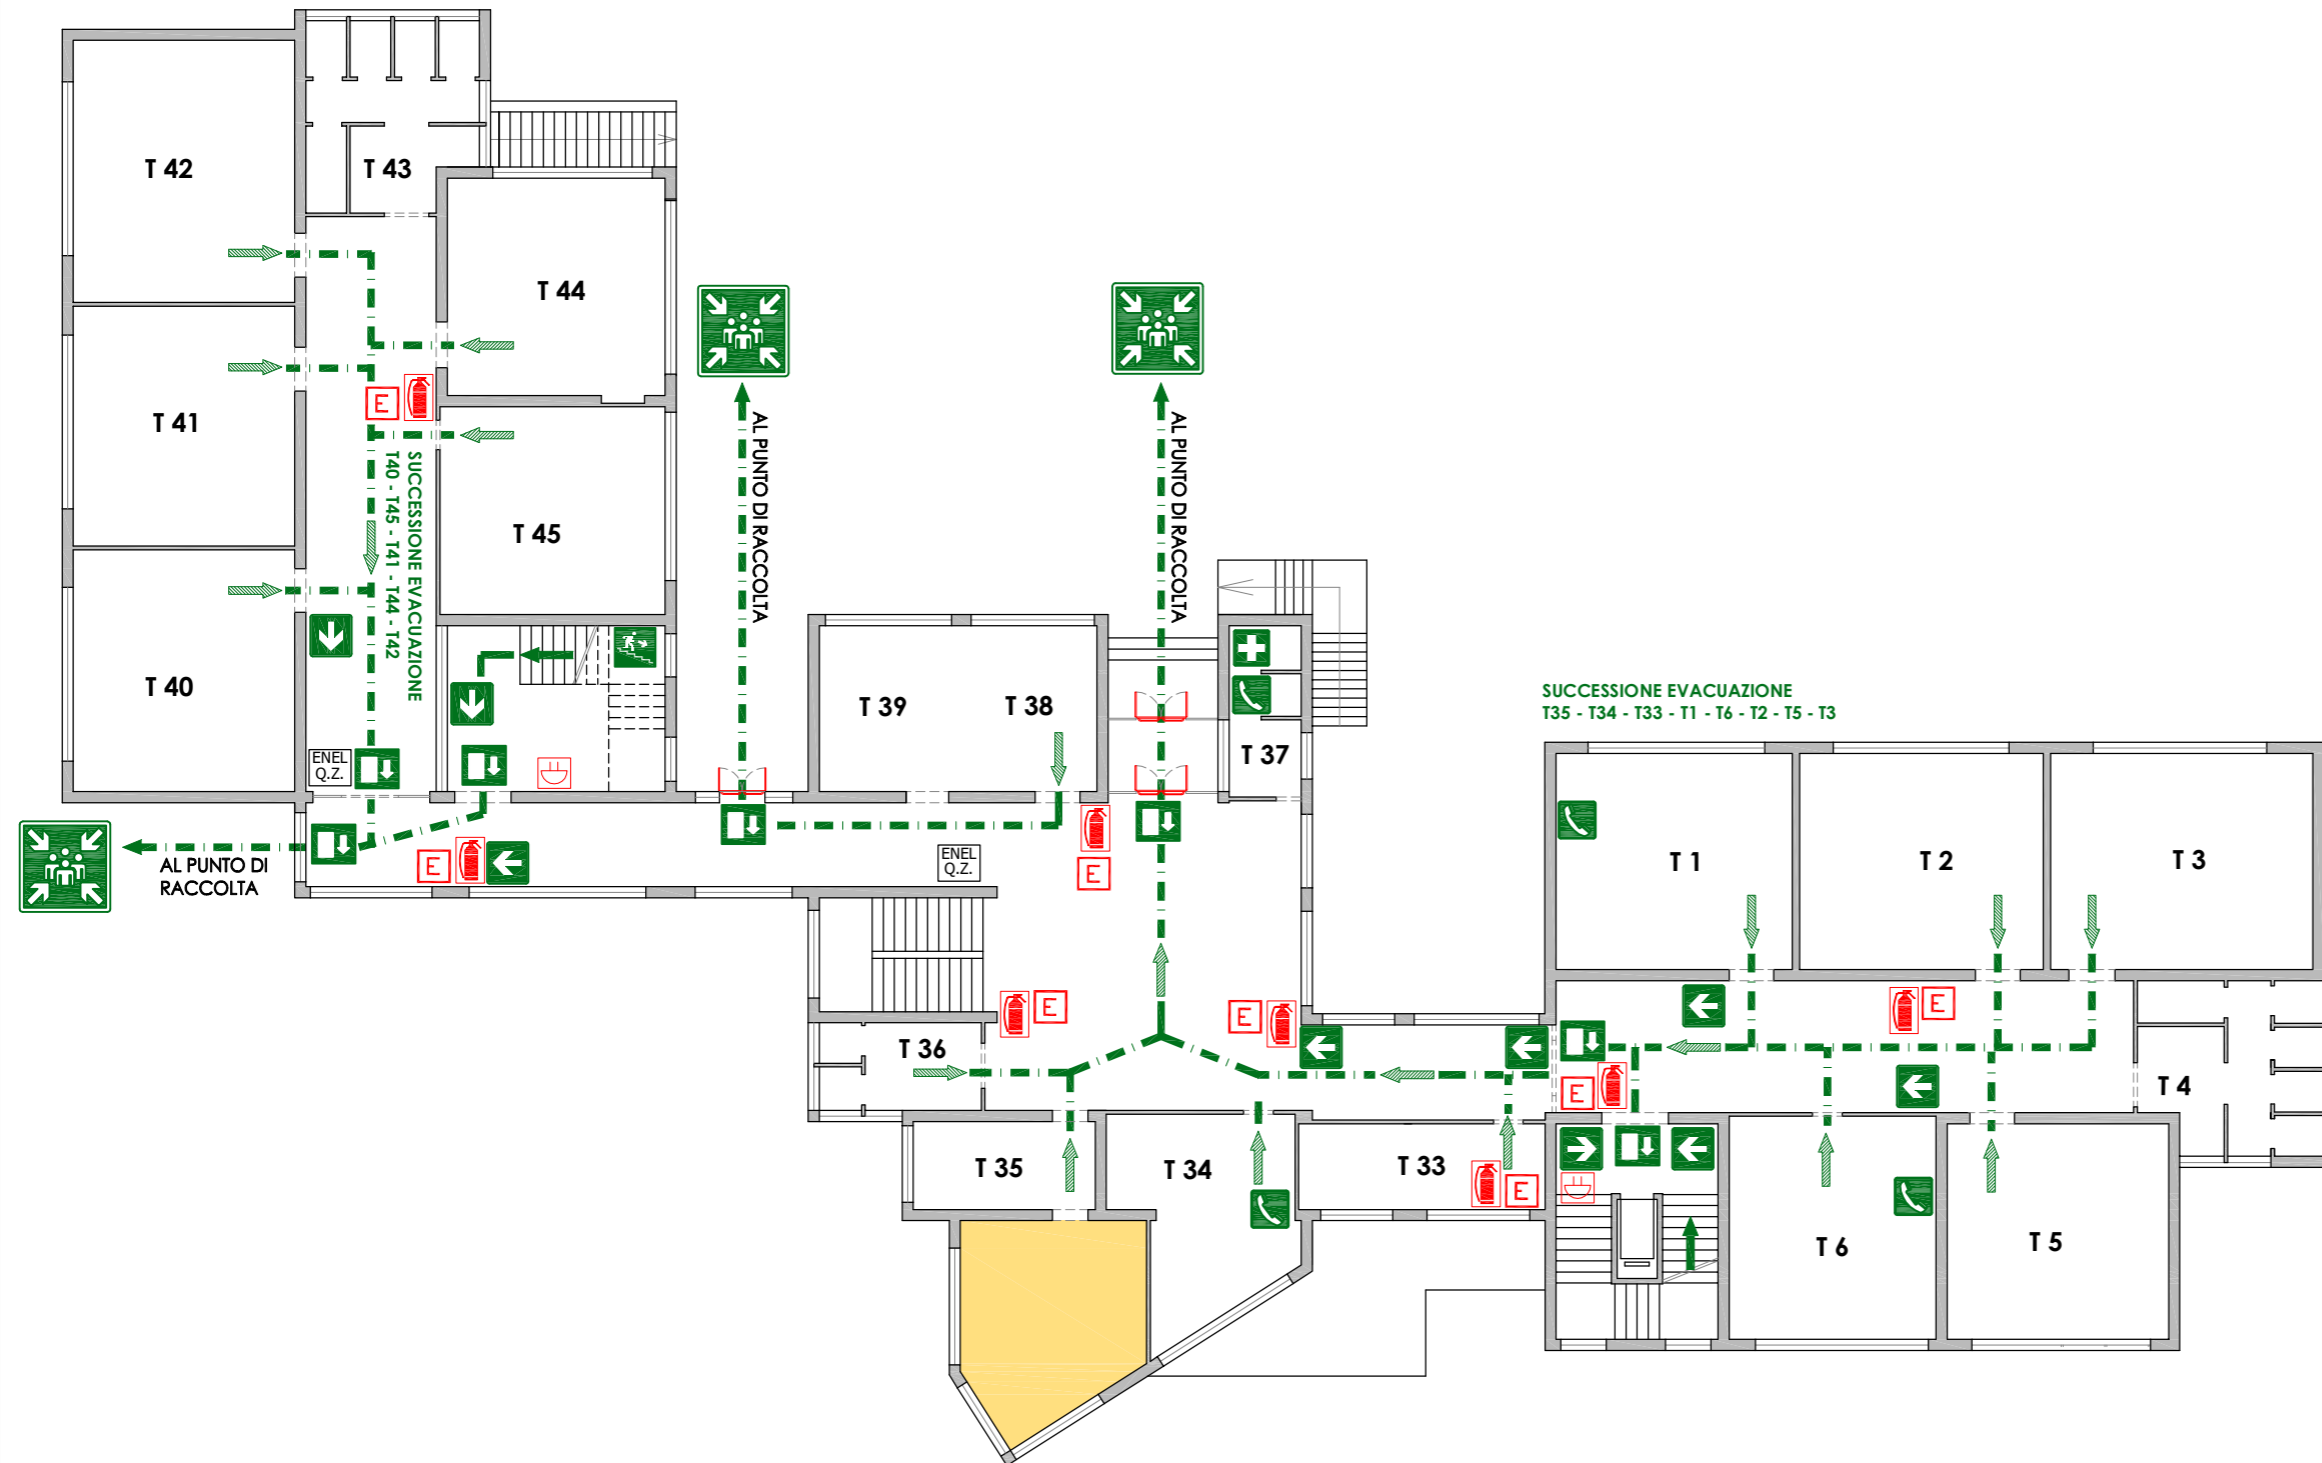 T 42
T 43
T 44
T 41
E
T 45
SUCCESSIONE EVACUAZIONE
T40 - T45 - T41 - T44 - T42
T 40
ENEL
Q.Z.
AL PUNTO DI RACCOLTA
AL PUNTO DI RACCOLTA
T 39
T 38
T 37
AL PUNTO DI
RACCOLTA
E
ENEL
Q.Z.
E
SUCCESSIONE EVACUAZIONE
T35 - T34 - T33 - T1 - T6 - T2 - T5 - T3
T 1
T 2
T 3
E
E
E
T 36
E
T 4
T 35
T 34
T 33
E
T 6
T 5